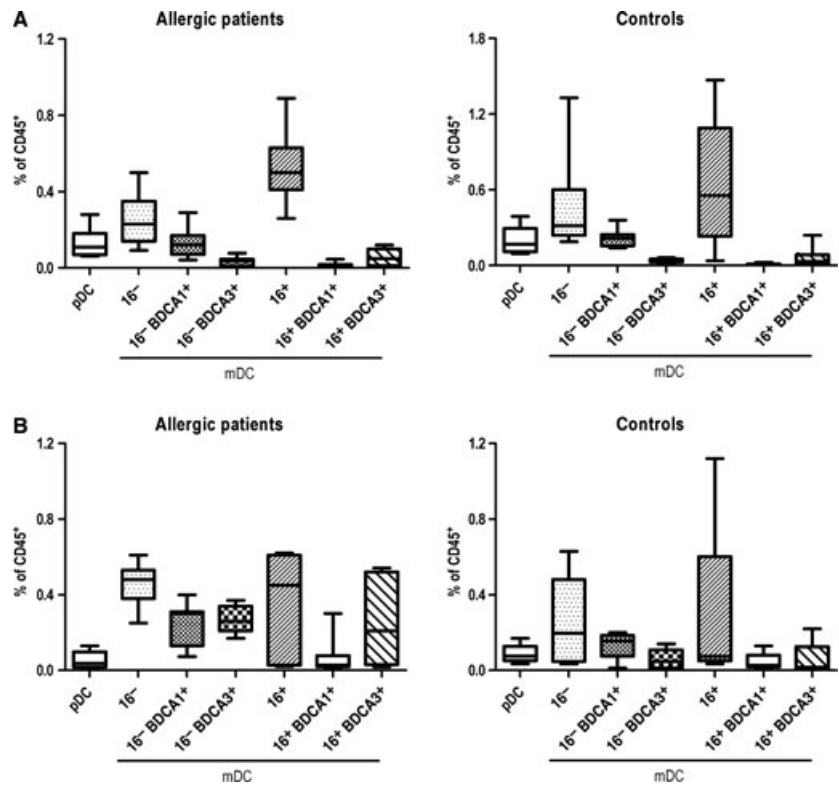 A
Allergic patients
Controls
% of CD45⁺
1.2
0.8
0.4
0.0
pDC
16−
16− BDCA1+
16− BDCA3+
16+
16+ BDCA1+
16+ BDCA3+
mDC
% of CD45⁺
1.8
1.2
0.6
0.0
pDC
16−
16− BDCA1+
16− BDCA3+
16+
16+ BDCA1+
16+ BDCA3+
mDC
B
Allergic patients
Controls
% of CD45⁺
1.2
0.8
0.4
0.0
pDC
16−
16− BDCA1+
16− BDCA3+
16+
16+ BDCA1+
16+ BDCA3+
mDC
% of CD45⁺
1.2
0.8
0.4
0.0
pDC
16−
16− BDCA1+
16− BDCA3+
16+
16+ BDCA1+
16+ BDCA3+
mDC